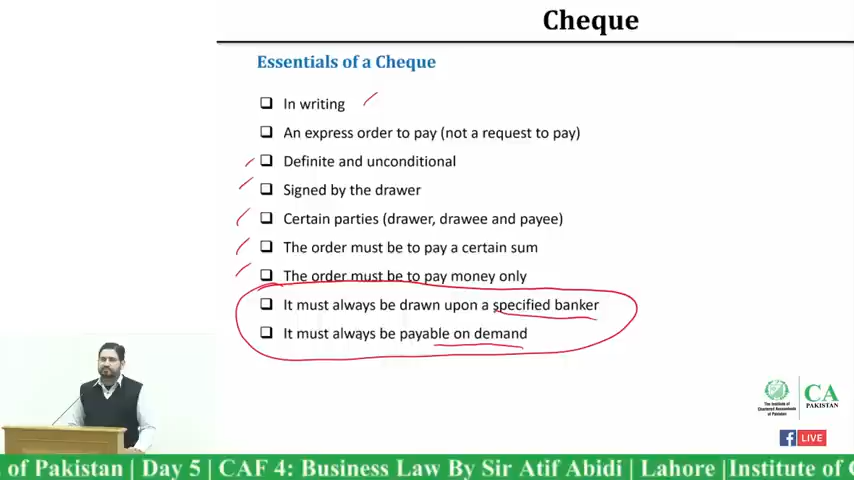 Cheque
Essentials of a Cheque
In writing
An express order to pay (not a request to pay)
Definite and unconditional
Signed by the drawer
Certain parties (drawer, drawee and payee)
The order must be to pay a certain sum
The order must be to pay money only
It must always be drawn upon a specified banker
It must always be payable on demand
The Institute of
Chartered Accountants
of Pakistan
CA
PAKISTAN
f LIVE
of Pakistan | Day 5 | CAF 4: Business Law By Sir Atif Abidi | Lahore |Institute of